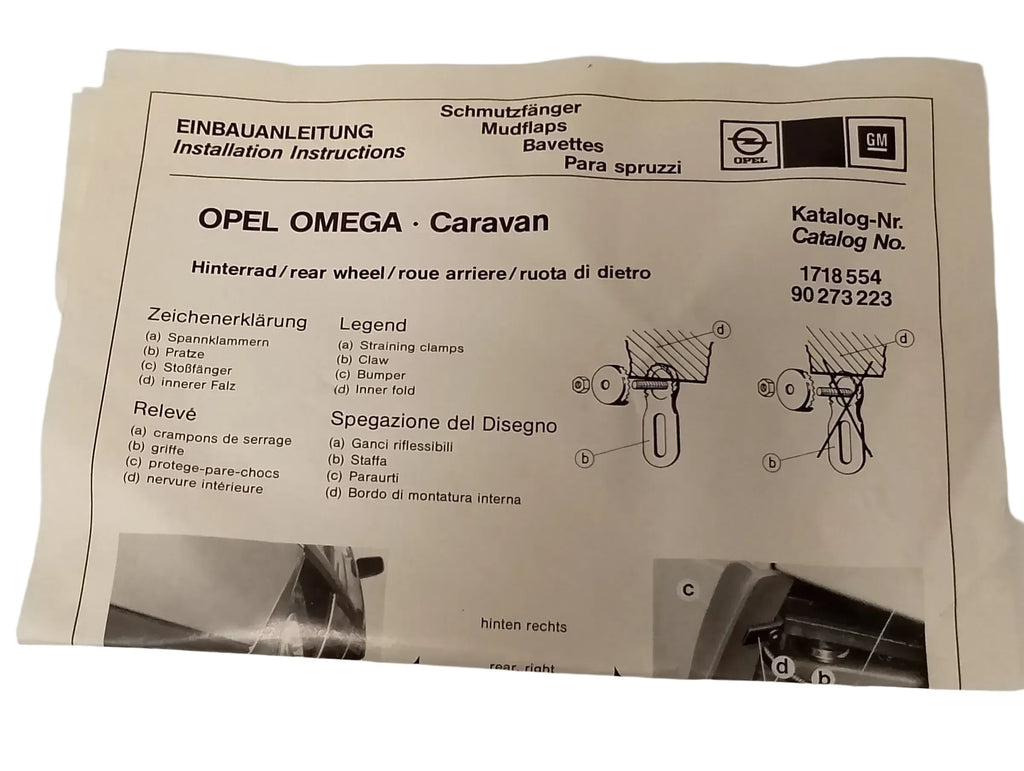 EINBAUANLEITUNG
Installation Instructions
Schmutzfänger
Mudflaps
Bavettes
Para spruzzi
OPEL
GM
OPEL OMEGA · Caravan
Katalog-Nr.
Catalog No.
1718 554
90 273 223
Hinterrad/rear wheel/roue arriere/ruota di dietro
Zeichenerklärung
(a) Spannklammern
(b) Pratze
(c) Stoßfänger
(d) innerer Falz
Legend
(a) Straining clamps
(b) Claw
(c) Bumper
(d) Inner fold
Relevé
(a) crampons de serrage
(b) griffe
(c) protege-pare-chocs
(d) nervure intérieure
Spegazione del Disegno
(a) Ganci riflessibili
(b) Staffa
(c) Paraurti
(d) Bordo di montatura interna
d
b
d
b
hinten rechts
rear, right
c
d
b